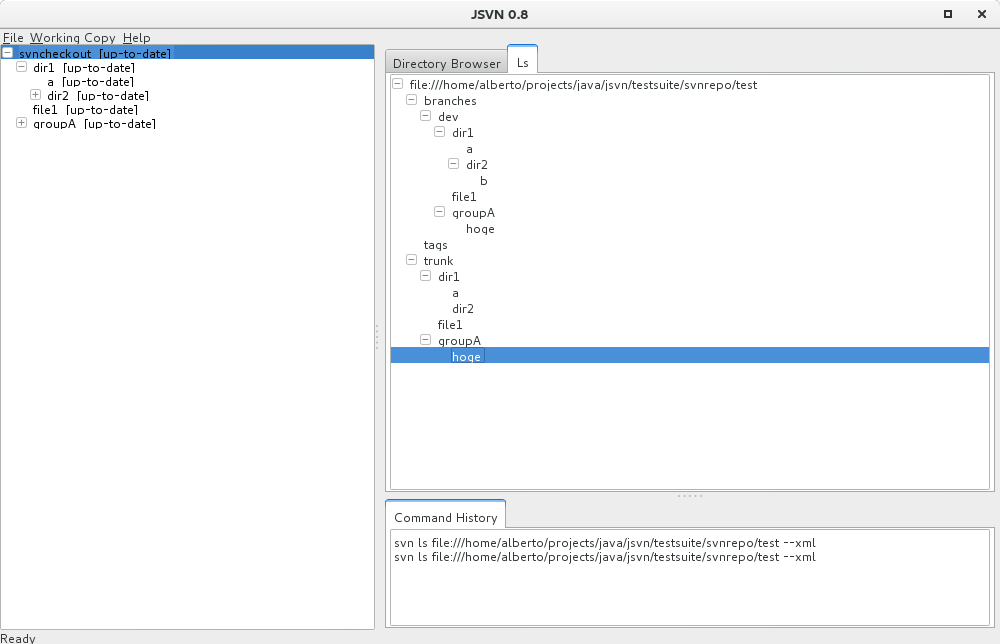 JSVN 0.8
File Working Copy Help
svncheckout [up-to-date]
dir1 [up-to-date]
a [up-to-date]
dir2 [up-to-date]
file1 [up-to-date]
groupA [up-to-date]
Directory Browser Ls
file:///home/alberto/projects/java/jsvn/testsuite/svnrepo/test
branches
dev
dir1
a
dir2
b
file1
groupA
hoge
tags
trunk
dir1
a
dir2
file1
groupA
hoge
Command History
svn ls file:///home/alberto/projects/java/jsvn/testsuite/svnrepo/test --xml
svn ls file:///home/alberto/projects/java/jsvn/testsuite/svnrepo/test --xml
Ready